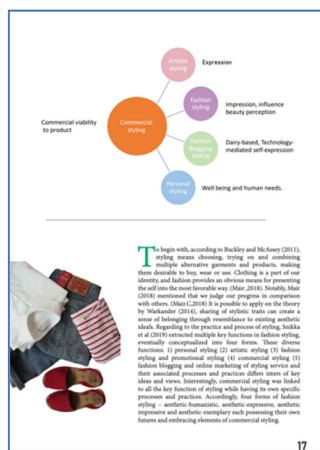 Artistic
styling
Expression
Fashion
styling
Impression, influence
beauty perception
Commercial viability
to product
Commercial
styling
Fashion
Blogging
styling
Dairy-based, Technology-
mediated self-expression
Personal
styling
Well being and human needs.
To begin with, according to Buckley and McAssey (2011),
styling means choosing, trying on and combining
multiple alternative garments and products, making
them desirable to buy, wear or use. Clothing is a part of our
identity, and fashion provides an obvious means for presenting
the self into the most favorable way. (Mair ,2018). Notably, Mair
(2018) mentioned that we judge our progress in comparison
with others. (Mair.C,2018) It is possible to apply on the theory
by Warkander (2014), sharing of stylistic traits can create a
sense of belonging through resemblance to existing aesthetic
ideals. Regarding to the practice and process of styling, Snikka
et al (2019) extracted multiple key functions in fashion styling,
eventually conceptualized into four forms. These diverse
functions: 1) personal styling (2) artistic styling (3) fashion
styling and promotional styling (4) commercial styling (5)
fashion blogging and online marketing of styling service and
their associated processes and practices differs inters of key
ideas and views. Interestingly, commercial styling was linked
to all the key function of styling while having its own specific
processes and practices. Accordingly, four forms of fashion
styling – aesthetic-humanistic, aesthetic-expressive, aesthetic
impressive and aesthetic-exemplary each possessing their own
futures and embracing elements of commercial styling.
17